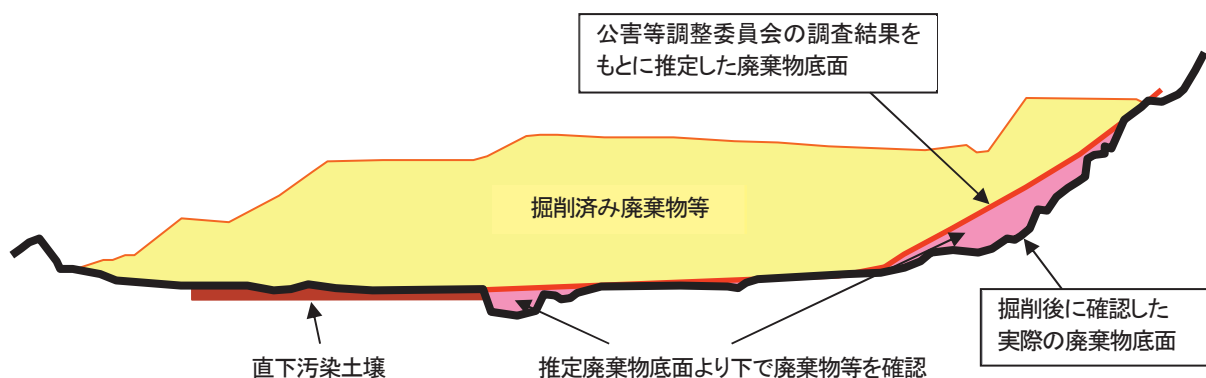 公害等調整委員会の調査結果を
もとに推定した廃棄物底面
掘削済み廃棄物等
掘削後に確認した
実際の廃棄物底面
直下汚染土壌
推定廃棄物底面より下で廃棄物等を確認